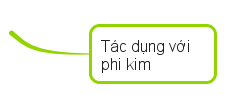 Tác dụng với
phi kim